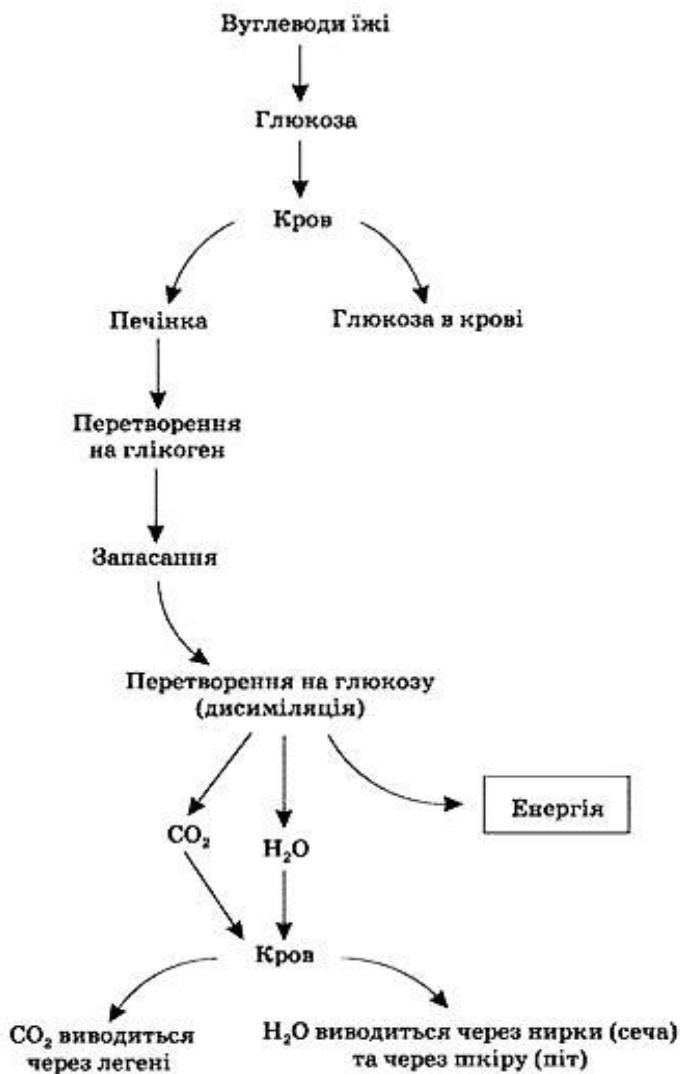 Вуглеводи їжі
Глюкоза
Кров
Печінка
Глюкоза в крові
Перетворення
на глікоген
Запасання
Перетворення на глюкозу
(дисиміляція)
Енергія
CO₂
H₂O
Кров
CO₂ виводиться
через легені
H₂O виводиться через нирки (сеча)
та через шкіру (піт)